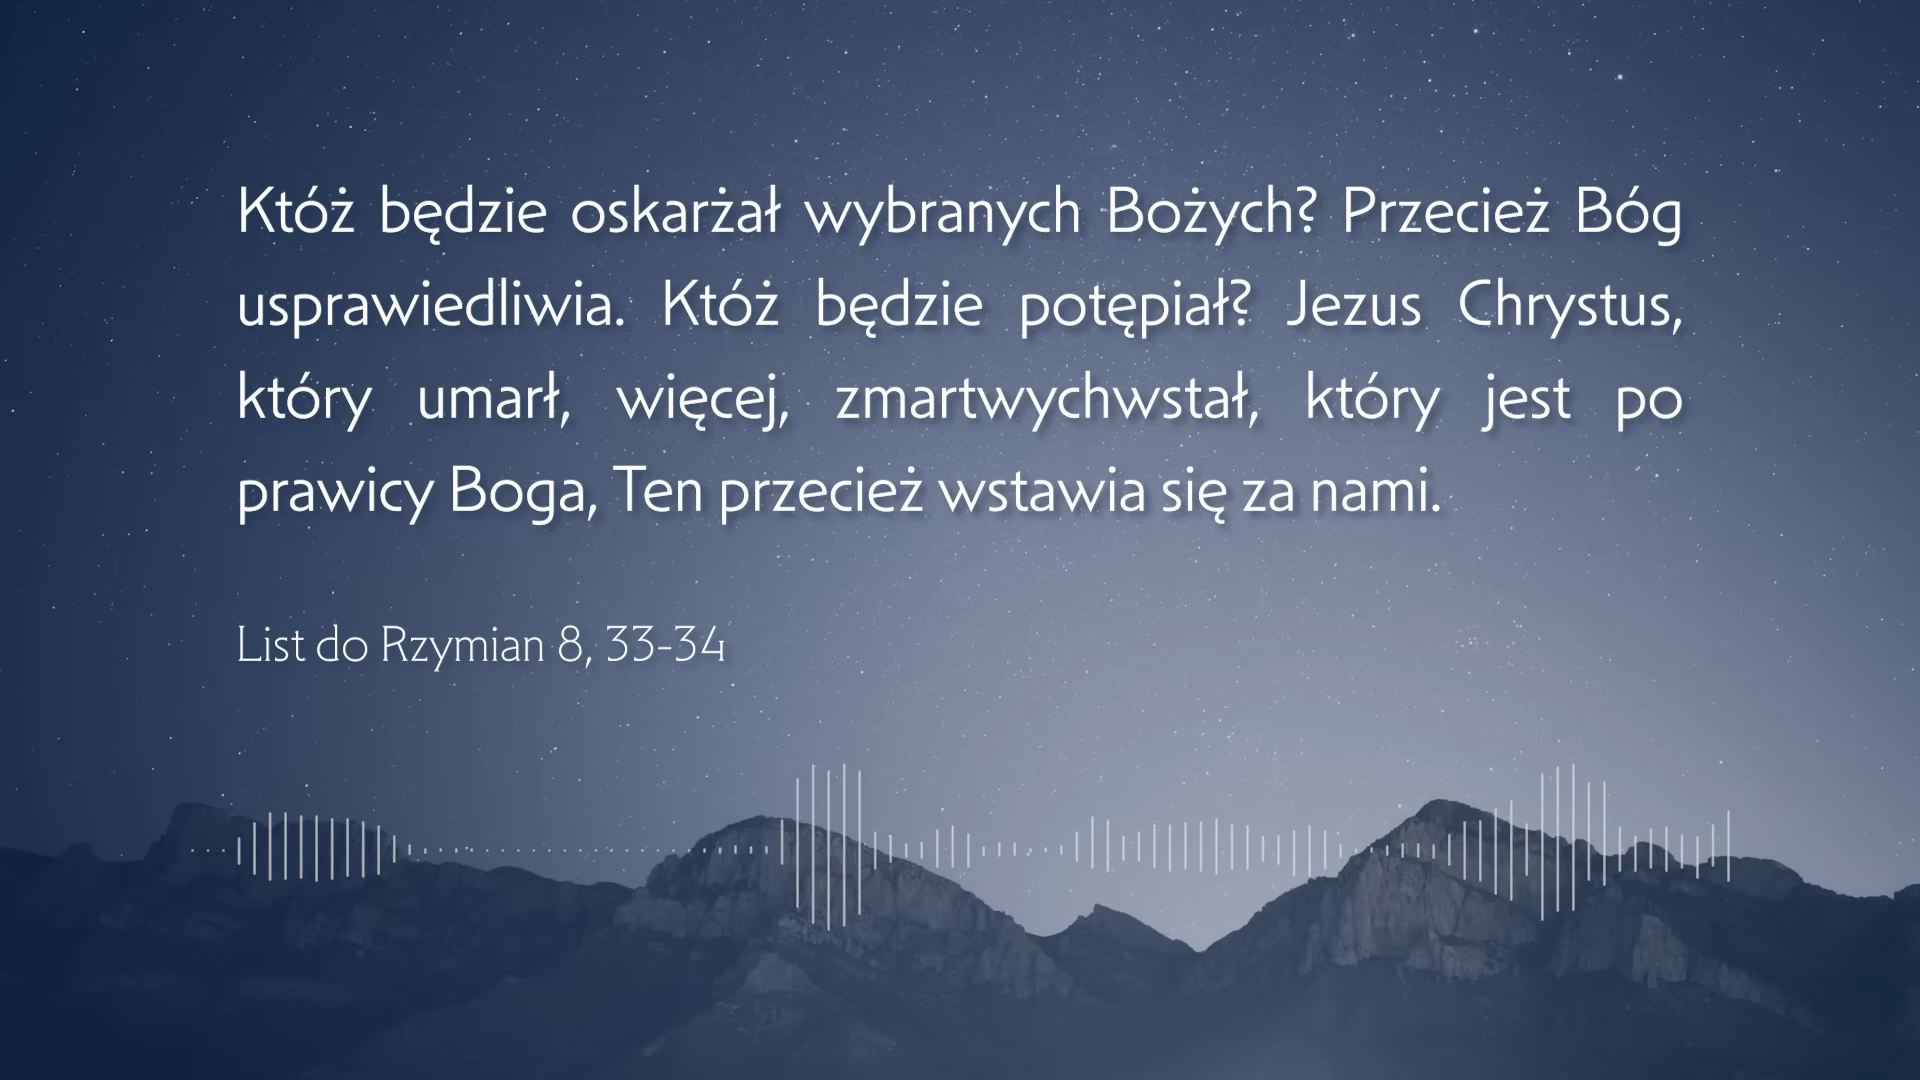 Któż będzie oskarżał wybranych Bożych? Przecież Bóg
usprawiedliwia. Któż będzie potępiał? Jezus Chrystus,
który umarł, więcej, zmartwychwstał, który jest po
prawicy Boga, Ten przecież wstawia się za nami.
List do Rzymian 8, 33-34